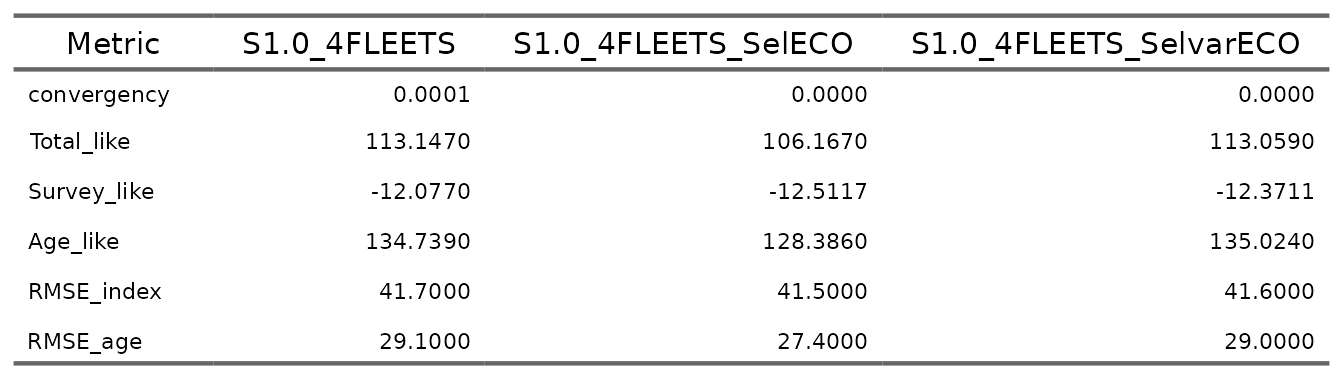 Metric S1.0_4FLEETS S1.0_4FLEETS_SelECO S1.0_4FLEETS_SelvarECO
convergency 0.0001 0.0000 0.0000
Total_like 113.1470 106.1670 113.0590
Survey_like -12.0770 -12.5117 -12.3711
Age_like 134.7390 128.3860 135.0240
RMSE_index 41.7000 41.5000 41.6000
RMSE_age 29.1000 27.4000 29.0000